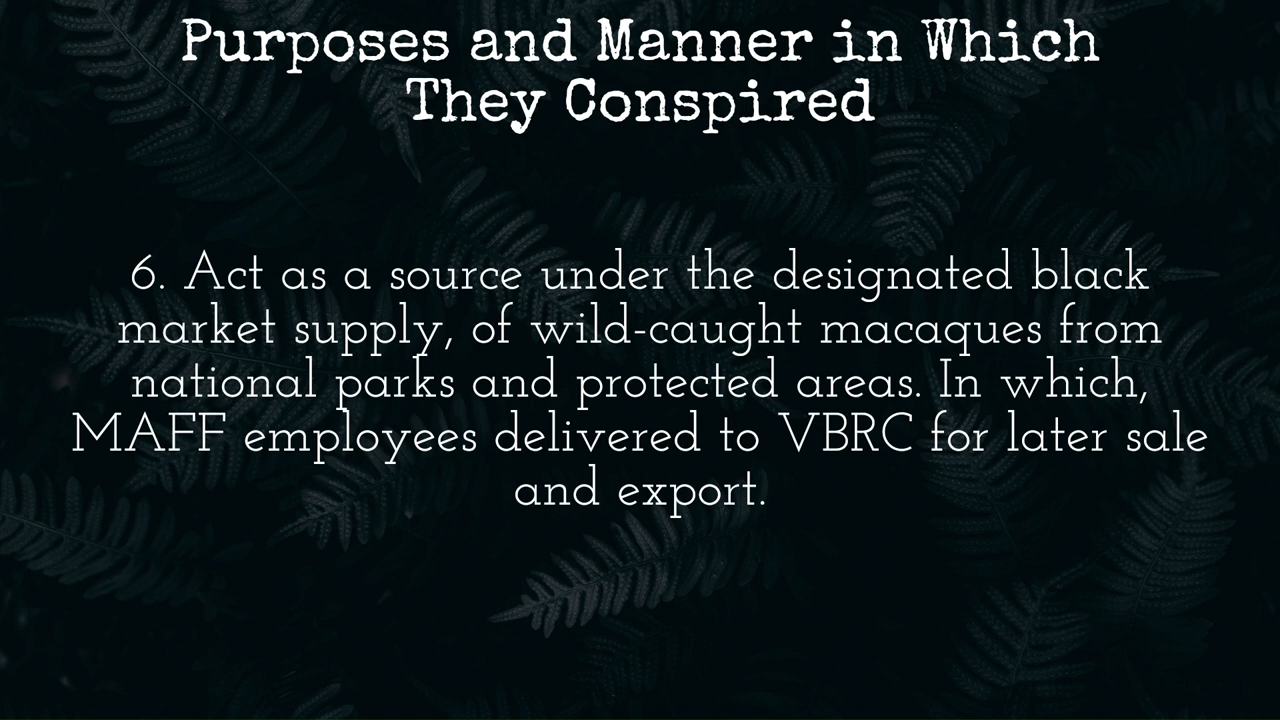 Purposes and Manner in Which
They Conspired
6. Act as a source under the designated black
market supply, of wild-caught macaques from
national parks and protected areas. In which,
MAFF employees delivered to VBRC for later sale
and export.